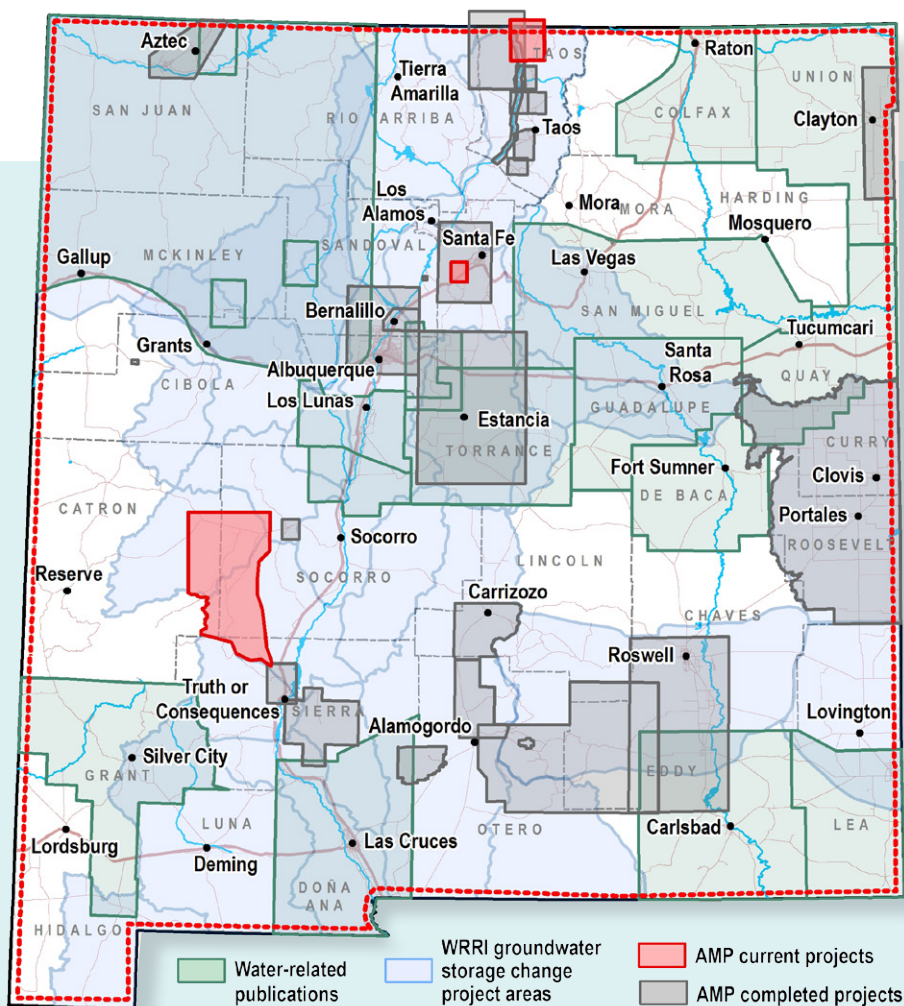 Aztec
Raton
TAOS
UNION
Tierra
Amarilla
SAN JUAN
RIO ARRIBA
COLFAX
Clayton
Taos
Los
Alamos
Mora
MORA
HARDING
Mosquero
Santa Fe
SANDOVAL
MCKINLEY
Gallup
Las Vegas
SAN MIGUEL
Bernalillo
Tucumcari
Grants
Santa
Rosa
Albuquerque
CIBOLA
QUAY
Los Lunas
GUADALUPE
Estancia
TORRANCE
CURRY
Fort Sumner
Clovis
DE BACA
CATRON
Portales
Socorro
ROOSEVELT
LINCOLN
Reserve
SOCORRO
Carrizozo
CHAVES
Roswell
Truth or
Consequences
SIERRA
Lovington
Alamogordo
Silver City
GRANT
EDDY
LUNA
OTERO
Carlsbad
LEA
Lordsburg
Las Cruces
Deming
DOÑA
ANA
HIDALGO
Water-related
publications
WRRI groundwater
storage change
project areas
AMP current projects
AMP completed projects